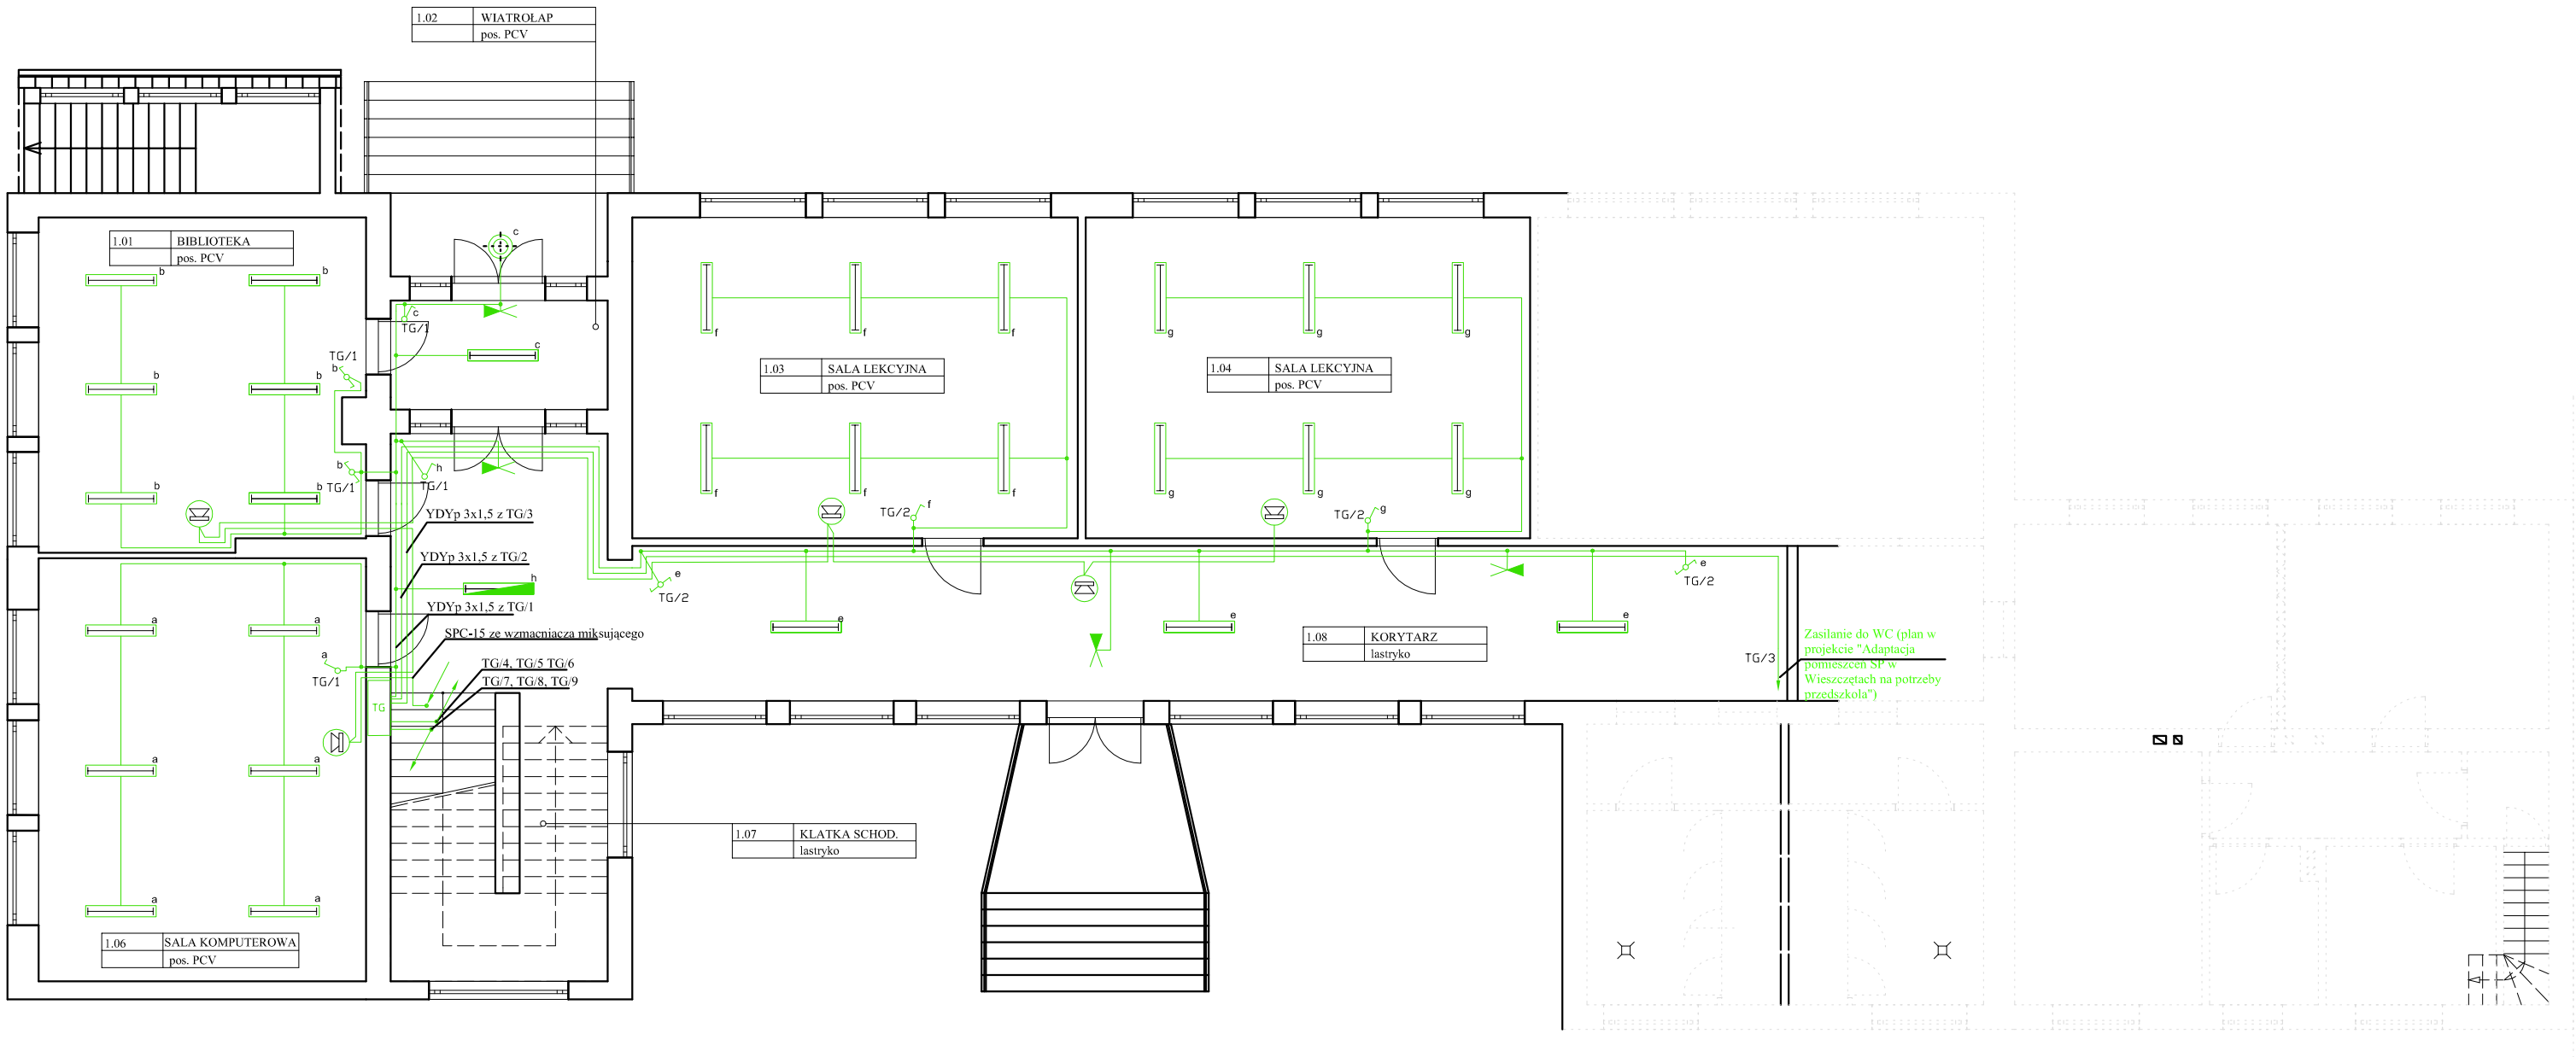 1.02 WIATROŁAP
pos. PCV
1.01 BIBLIOTEKA
pos. PCV
c
b
b
c
TG/1
c
f
f
f
g
g
g
TG/1
b
b
b
1.03 SALA LEKCYJNA
pos. PCV
1.04 SALA LEKCYJNA
pos. PCV
b
TG/1
h
TG/1
b
b
f
f
f
g
g
g
YDYp 3x1,5 z TG/3
TG/2
f
TG/2
g
YDYp 3x1,5 z TG/2
h
e
TG/2
e
TG/2
YDYp 3x1,5 z TG/1
e
e
e
a
a
SPC-15 ze wzmacniacza miksującego
1.08 KORYTARZ
lastryko
Zasilanie do WC (plan w
projekcie "Adaptacja
pomieszceń SP w
Wieszczętach na potrzeby
przedszkola")
TG/3
a
TG/1
TG/4, TG/5 TG/6
TG/7, TG/8, TG/9
TG
a
a
1.07 KLATKA SCHOD.
lastryko
a
a
1.06 SALA KOMPUTEROWA
pos. PCV